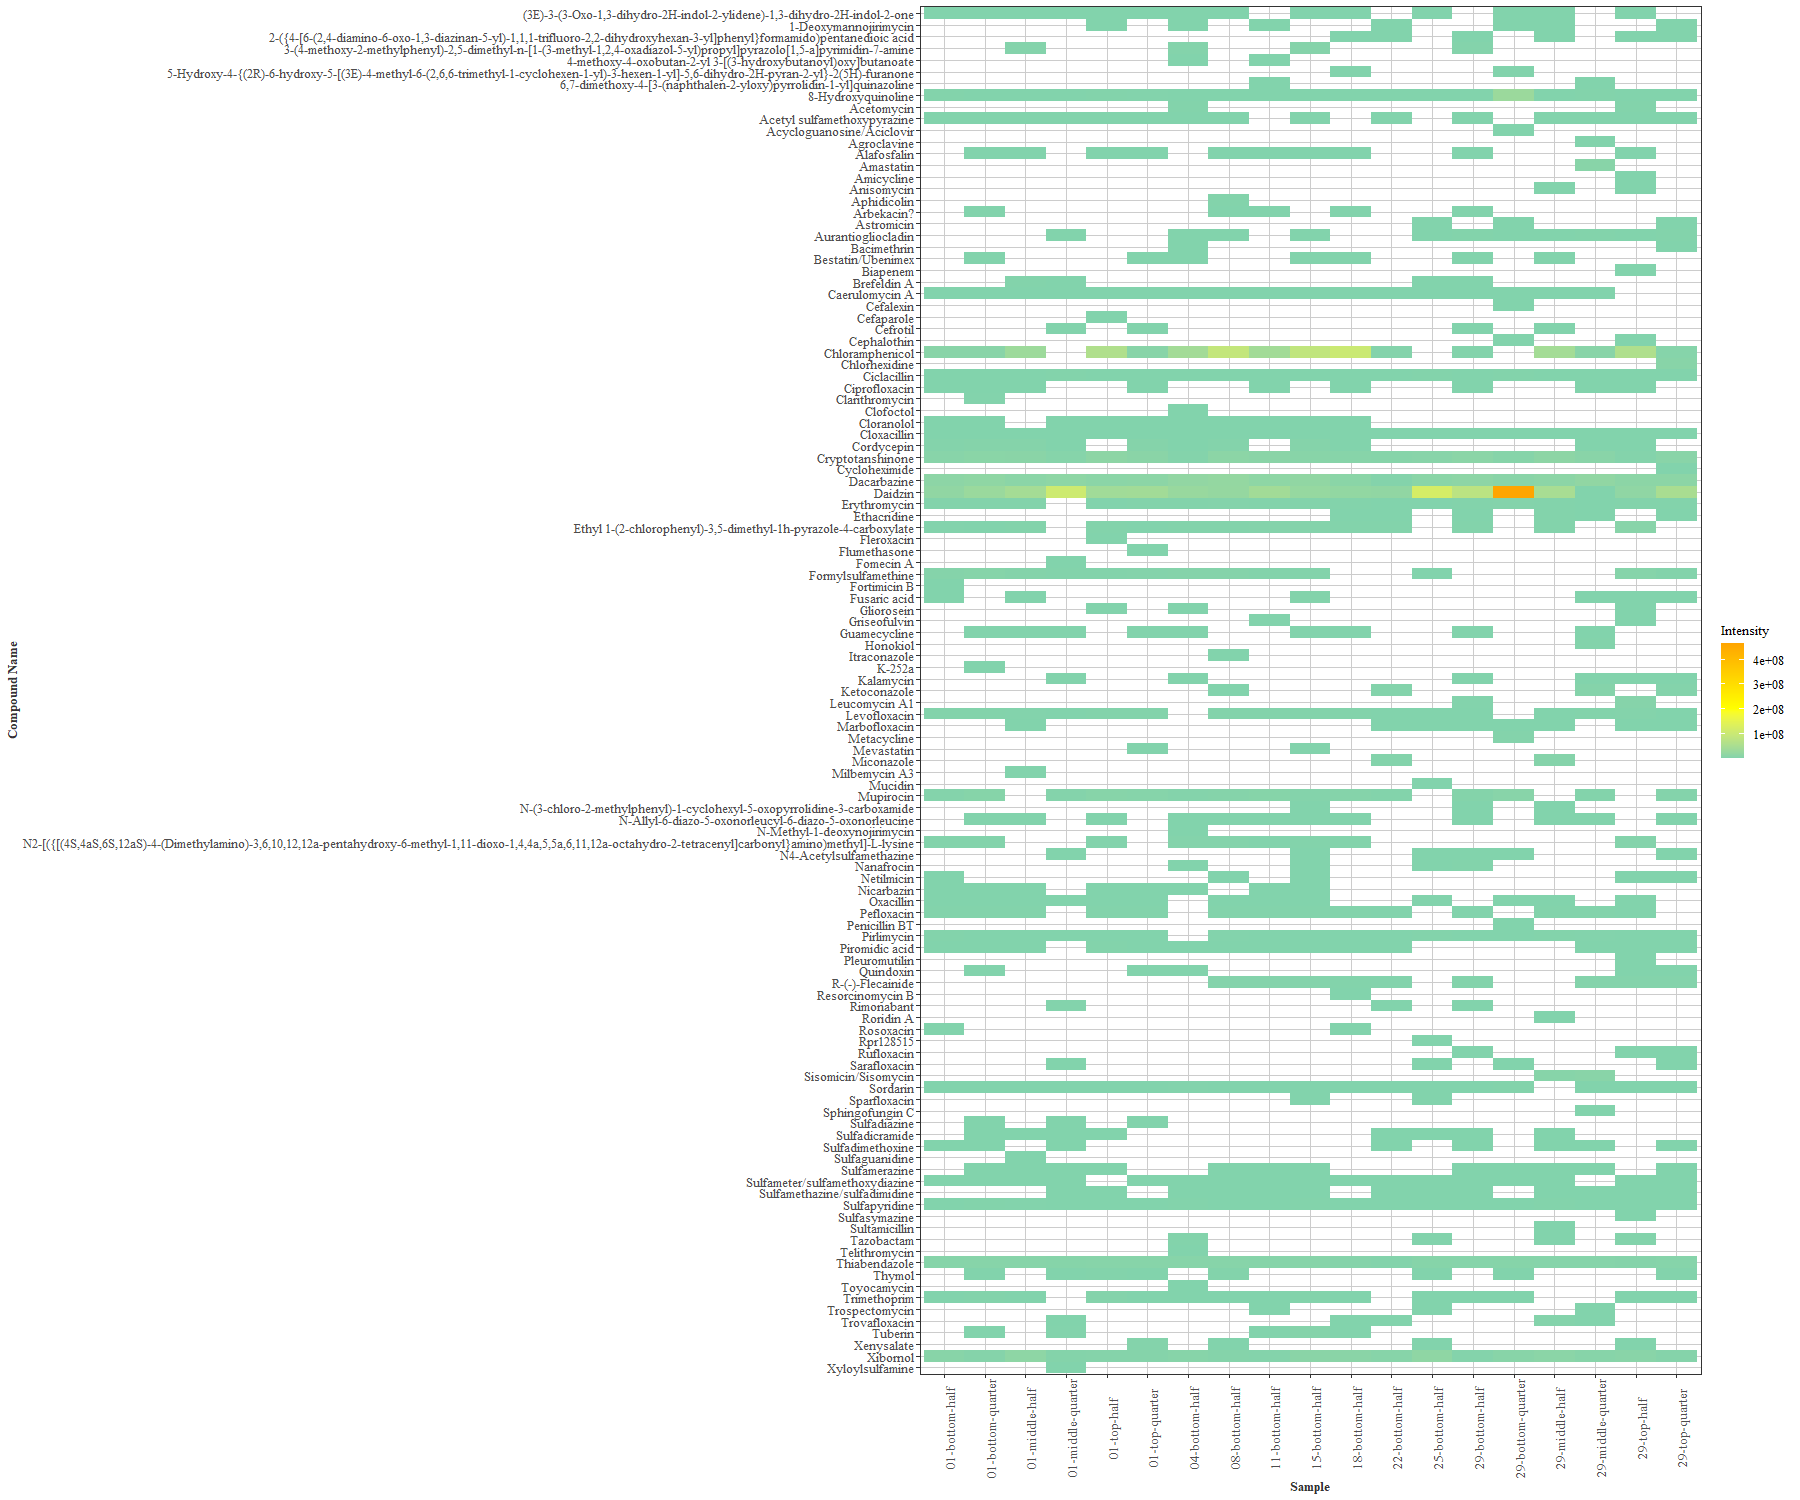 (3E)-3-(3-Oxo-1,3-dihydro-2H-indol-2-ylidene)-1,3-dihydro-2H-indol-2-one
1-Deoxymannojirimycin
2-({4-[6-(2,4-diamino-6-oxo-1,3-diazinan-5-yl)-1,1,1-trifluoro-2,2-dihydroxyhexan-3-yl]phenyl}formamido)pentanedioic acid
3-(4-methoxy-2-methylphenyl)-2,5-dimethyl-n-[1-(3-methyl-1,2,4-oxadiazol-5-yl)propyl]pyrazolo[1,5-a]pyrimidin-7-amine
4-methoxy-4-oxobutan-2-yl 3-[(3-hydroxybutanoyl)oxy]butanoate
5-Hydroxy-4-{(2R)-6-hydroxy-5-[(3E)-4-methyl-6-(2,6,6-trimethyl-1-cyclohexen-1-yl)-3-hexen-1-yl]-5,6-dihydro-2H-pyran-2-yl}-2(5H)-furanone
6,7-dimethoxy-4-[3-(naphthalen-2-yloxy)pyrrolidin-1-yl]quinazoline
8-Hydroxyquinoline
Acetomycin
Acetyl sulfamethoxypyrazine
Acycloguanosine/Aciclovir
Agroclavine
Alafosfalin
Amastatin
Amicycline
Anisomycin
Aphidicolin
Arbekacin?
Astromicin
Aurantiogliocladin
Bacimethrin
Bestatin/Ubenimex
Biapenem
Brefeldin A
Caerulomycin A
Cefalexin
Cefaparole
Cefrotil
Cephalothin
Chloramphenicol
Chlorhexidine
Ciclacillin
Ciprofloxacin
Clanthromycin
Clofoctol
Cloranolol
Cloxacillin
Cordycepin
Cryptotanshinone
Cycloheximide
Dacarbazine
Daidzin
Erythromycin
Ethacridine
Ethyl 1-(2-chlorophenyl)-3,5-dimethyl-1h-pyrazole-4-carboxylate
Fleroxacin
Flumethasone
Fomecin A
Formylsulfamethine
Fortimicin B
Fusaric acid
Gliorosein
Griseofulvin
Guamecycline
Honokiol
Itraconazole
K-252a
Kalamycin
Ketoconazole
Leucomycin A1
Levofloxacin
Marbofloxacin
Metacycline
Mevastatin
Miconazole
Milbemycin A3
Mucidin
Mupirocin
N-(3-chloro-2-methylphenyl)-1-cyclohexyl-5-oxopyrrolidine-3-carboxamide
N-Allyl-6-diazo-5-oxonorleucyl-6-diazo-5-oxonorleucine
N-Methyl-1-deoxynojirimycin
N2-[({[(4S,4aS,6S,12aS)-4-(Dimethylamino)-3,6,10,12,12a-pentahydroxy-6-methyl-1,11-dioxo-1,4,4a,5,5a,6,11,12a-octahydro-2-tetracenyl]carbonyl}amino)methyl]-L-lysine
N4-Acetylsulfamethazine
Nanafrocin
Netilmicin
Nicarbazin
Oxacillin
Pefloxacin
Penicillin BT
Pirlimycin
Piromidic acid
Pleuromutilin
Quindoxin
R-(-)-Flecainide
Resorcinomycin B
Rimonabant
Roridin A
Rosoxacin
Rpr128515
Rufloxacin
Sarafloxacin
Sisomicin/Sisomycin
Sordarin
Sparfloxacin
Sphingofungin C
Sulfadiazine
Sulfadicramide
Sulfadimethoxine
Sulfaguanidine
Sulfamerazine
Sulfameter/sulfamethoxydiazine
Sulfamethazine/sulfadimidine
Sulfapyridine
Sulfasymazine
Sultamicillin
Tazobactam
Telithromycin
Thiabendazole
Thymol
Toyocamycin
Trimethoprim
Trospectomycin
Trovafloxacin
Tuberin
Xenysalate
Xibornol
Xyloylsulfamine
Compound Name
01-bottom-half
01-bottom-quarter
01-middle-half
01-middle-quarter
01-top-half
01-top-quarter
04-bottom-half
08-bottom-half
11-bottom-half
15-bottom-half
18-bottom-half
22-bottom-half
25-bottom-half
29-bottom-half
29-bottom-quarter
29-middle-half
29-middle-quarter
29-top-half
29-top-quarter
Sample
Intensity
4e+08
3e+08
2e+08
1e+08